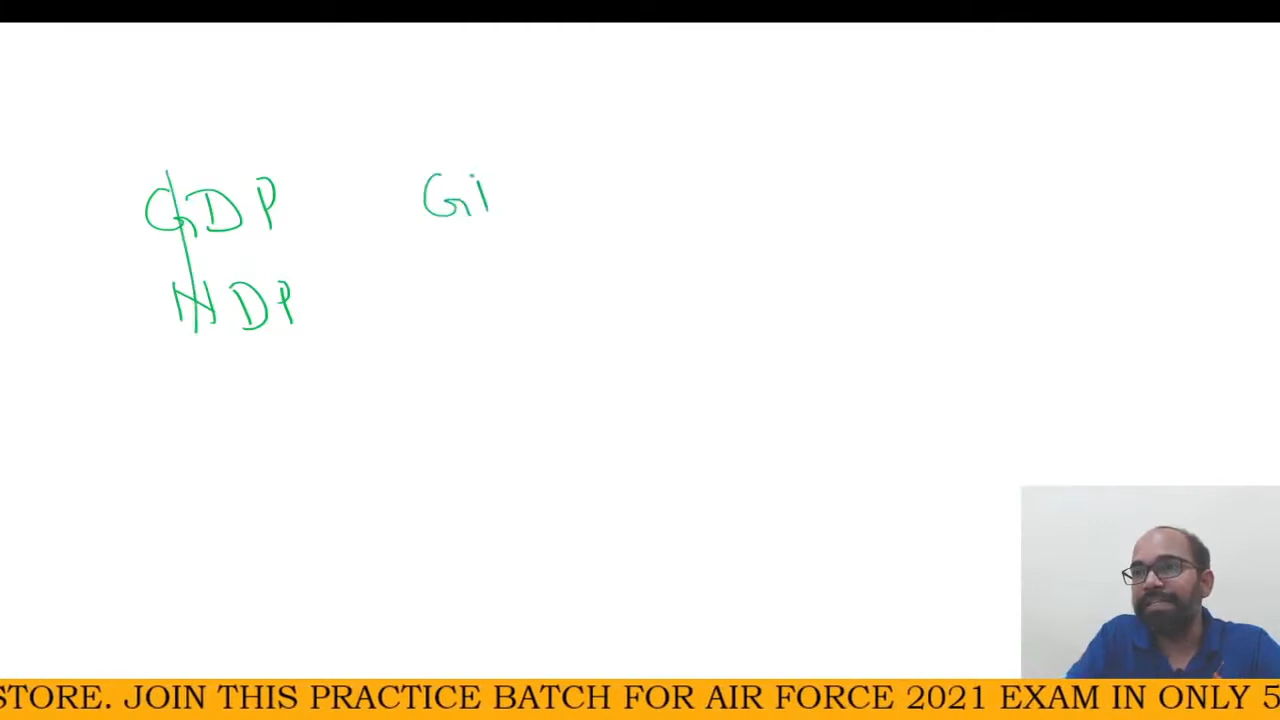 GDP GI
NDP
STORE. JOIN THIS PRACTICE BATCH FOR AIR FORCE 2021 EXAM IN ONLY 5